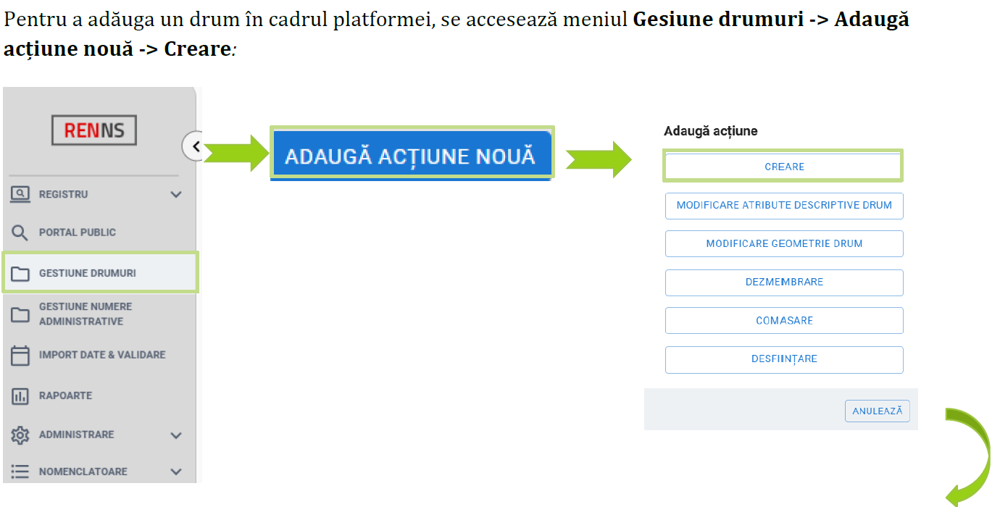 Pentru a adăuga un drum în cadrul platformei, se accesează meniul Gesiune drumuri -> Adaugă
acțiune nouă -> Creare:
RENNS
REGISTRU
PORTAL PUBLIC
GESTIUNE DRUMURI
GESTIUNE NUMERE
ADMINISTRATIVE
IMPORT DATE & VALIDARE
RAPOARTE
ADMINISTRARE
NOMENCLATOARE
ADAUGĂ ACȚIUNE NOUĂ
Adaugă acțiune
CREARE
MODIFICARE ATRIBUTE DESCRIPTIVE DRUM
MODIFICARE GEOMETRIE DRUM
DEZMEMBRARE
COMASARE
DESFIINȚARE
ANULEAZĂ